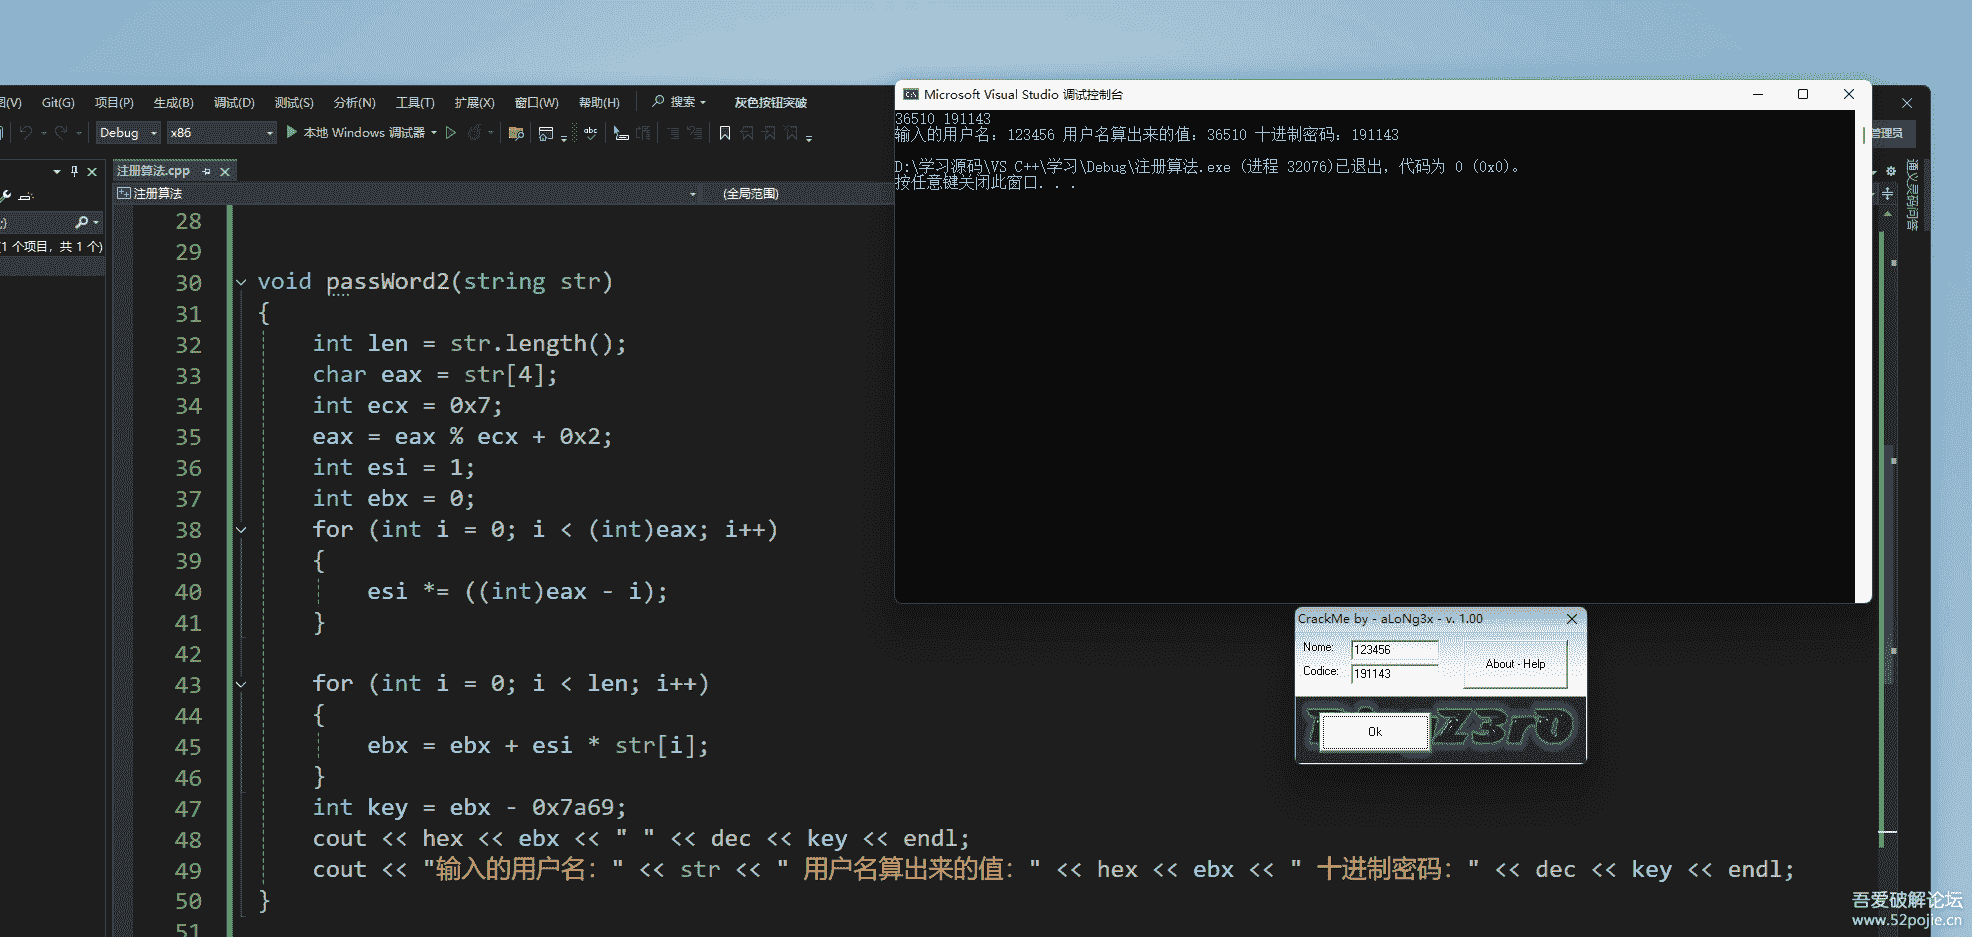 图(V) Git(G) 项目(P) 生成(B) 调试(D) 测试(S) 分析(N) 工具(T) 扩展(X) 窗口(W) 帮助(H) 搜索 灰色按钮突破
Debug x86 本地 Windows 调试器
管理员
注册算法.cpp
注册算法 (全局范围)
(1 个项目，共 1 个)
通义灵码问答
28
29
30 void passWord2(string str)
31 {
32 int len = str.length();
33 char eax = str[4];
34 int ecx = 0x7;
35 eax = eax % ecx + 0x2;
36 int esi = 1;
37 int ebx = 0;
38 for (int i = 0; i < (int)eax; i++)
39 {
40 esi *= ((int)eax - i);
41 }
42
43 for (int i = 0; i < len; i++)
44 {
45 ebx = ebx + esi * str[i];
46 }
47 int key = ebx - 0x7a69;
48 cout << hex << ebx << " " << dec << key << endl;
49 cout << "输入的用户名：" << str << " 用户名算出来的值：" << hex << ebx << " 十进制密码：" << dec << key << endl;
50 }
51
Microsoft Visual Studio 调试控制台
36510 191143
输入的用户名：123456 用户名算出来的值：36510 十进制密码：191143
D:\学习源码\VS C++\学习\Debug\注册算法.exe (进程 32076)已退出，代码为 0 (0x0)。
按任意键关闭此窗口. . .
CrackMe by - aLoNg3x - v. 1.00
Nome: 123456
Codice: 191143
About - Help
Ok
吾爱破解论坛
www.52pojie.cn